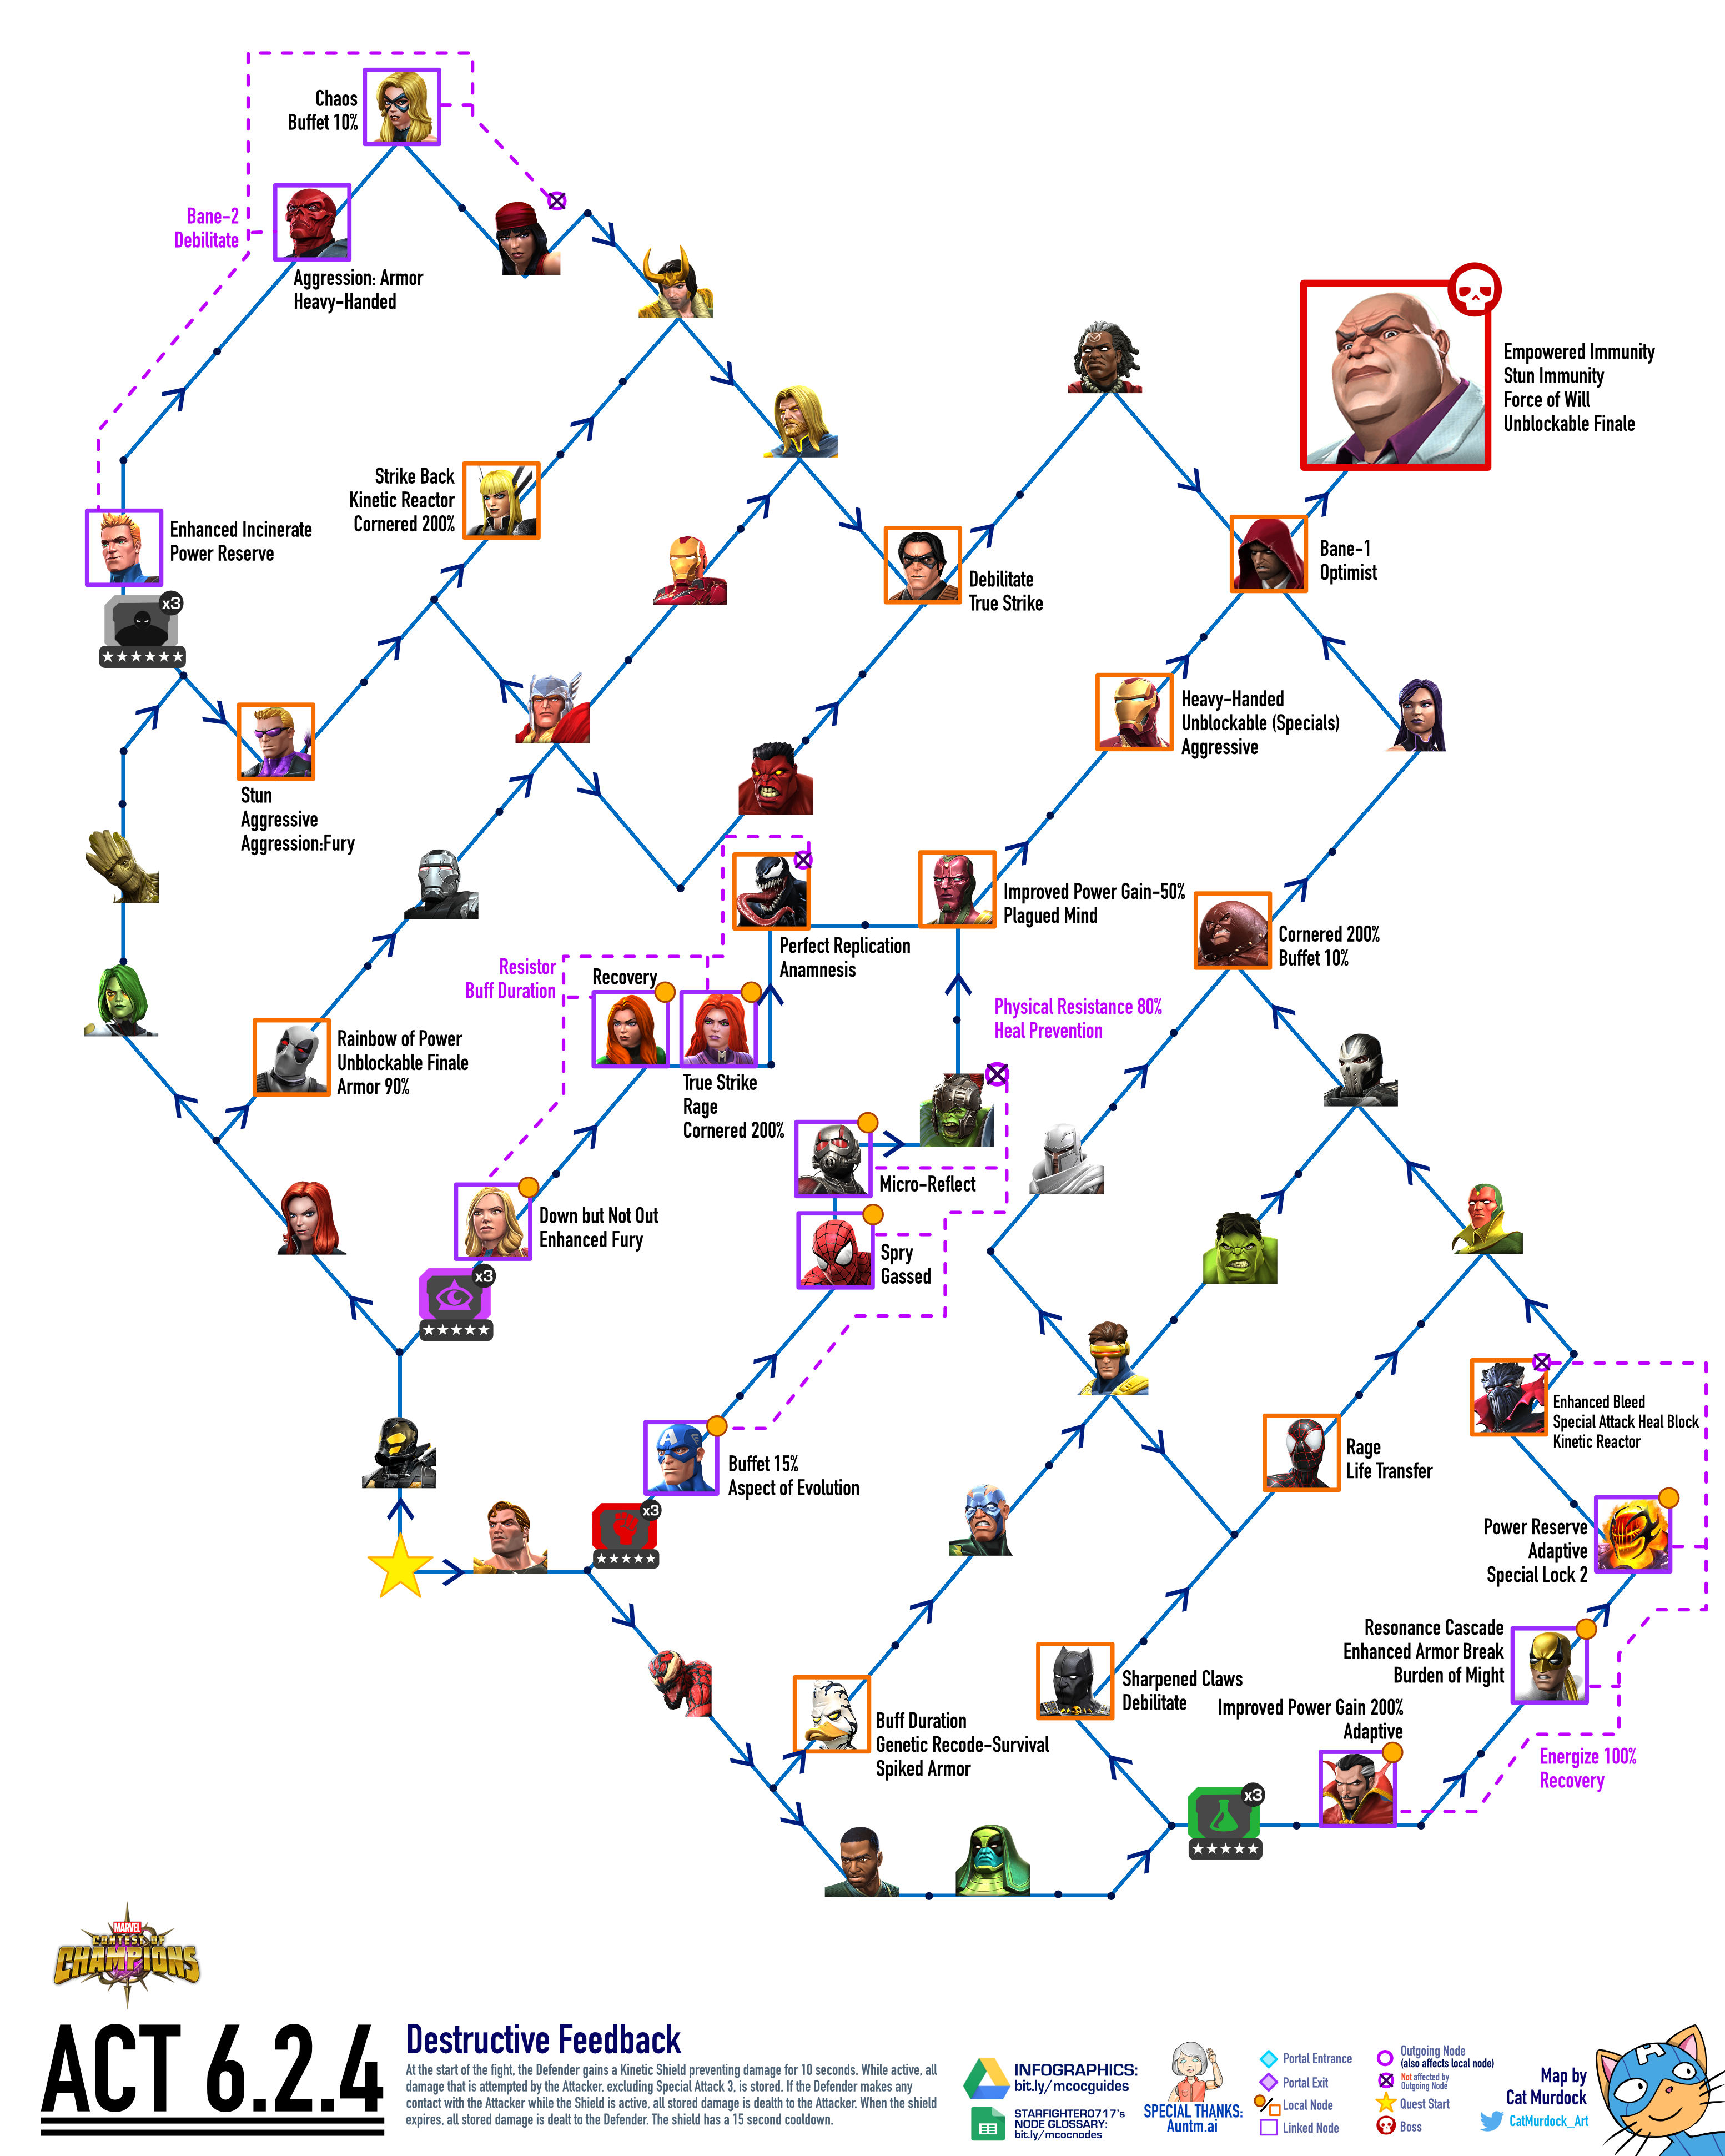 Chaos
Buffet 10%
Bane-2
Debilitate
Aggression: Armor
Heavy-Handed
Empowered Immunity
Stun Immunity
Force of Will
Unblockable Finale
Strike Back
Kinetic Reactor
Cornered 200%
Enhanced Incinerate
Power Reserve
x3
Debilitate
True Strike
Bane-1
Optimist
Heavy-Handed
Unblockable (Specials)
Aggressive
Stun
Aggressive
Aggression:Fury
Improved Power Gain-50%
Plagued Mind
Perfect Replication
Anamnesis
Cornered 200%
Buffet 10%
Resistor
Buff Duration
Recovery
Physical Resistance 80%
Heal Prevention
Rainbow of Power
Unblockable Finale
Armor 90%
True Strike
Rage
Cornered 200%
Micro-Reflect
Down but Not Out
Enhanced Fury
Spry
Gassed
x3
Enhanced Bleed
Special Attack Heal Block
Kinetic Reactor
Rage
Life Transfer
Buffet 15%
Aspect of Evolution
x3
Power Reserve
Adaptive
Special Lock 2
Resonance Cascade
Enhanced Armor Break
Burden of Might
Sharpened Claws
Debilitate
Improved Power Gain 200%
Adaptive
Buff Duration
Genetic Recode-Survival
Spiked Armor
Energize 100%
Recovery
x3
MARVEL
CONTEST OF
CHAMPIONS
ACT 6.2.4
Destructive Feedback
At the start of the fight, the Defender gains a Kinetic Shield preventing damage for 10 seconds. While active, all
damage that is attempted by the Attacker, excluding Special Attack 3, is stored. If the Defender makes any
contact with the Attacker while the Shield is active, all stored damage is dealth to the Attacker. When the shield
expires, all stored damage is dealt to the Defender. The shield has a 15 second cooldown.
INFOGRAPHICS:
bit.ly/mcocguides
STARFIGHTER0717's
NODE GLOSSARY:
bit.ly/mcocnodes
SPECIAL THANKS:
Auntm.ai
Portal Entrance
Portal Exit
Local Node
Linked Node
Outgoing Node
(also affects local node)
Not affected by
Outgoing Node
Quest Start
Boss
Map by
Cat Murdock
CatMurdock_Art
A